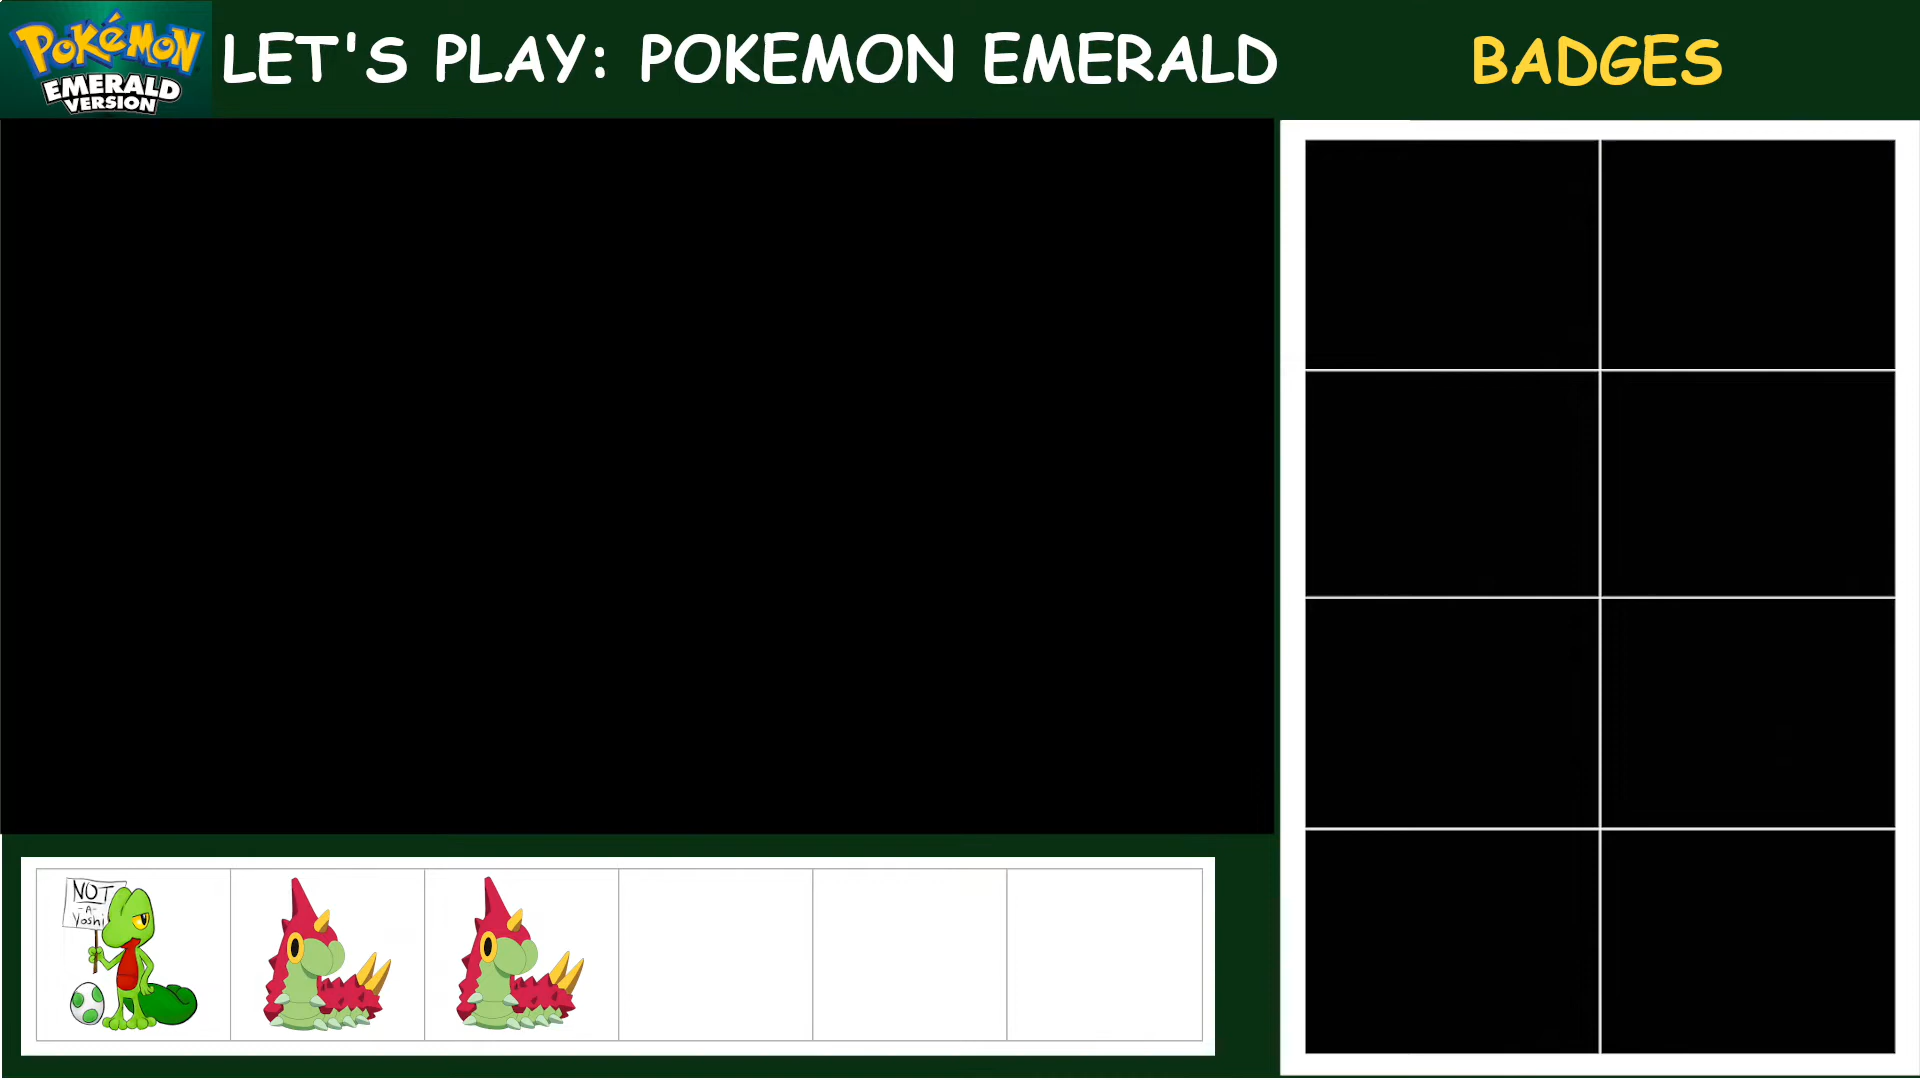 Pokémon
EMERALD
VERSION
LET'S PLAY: POKEMON EMERALD
BADGES
NOT
-A-
Yoshi